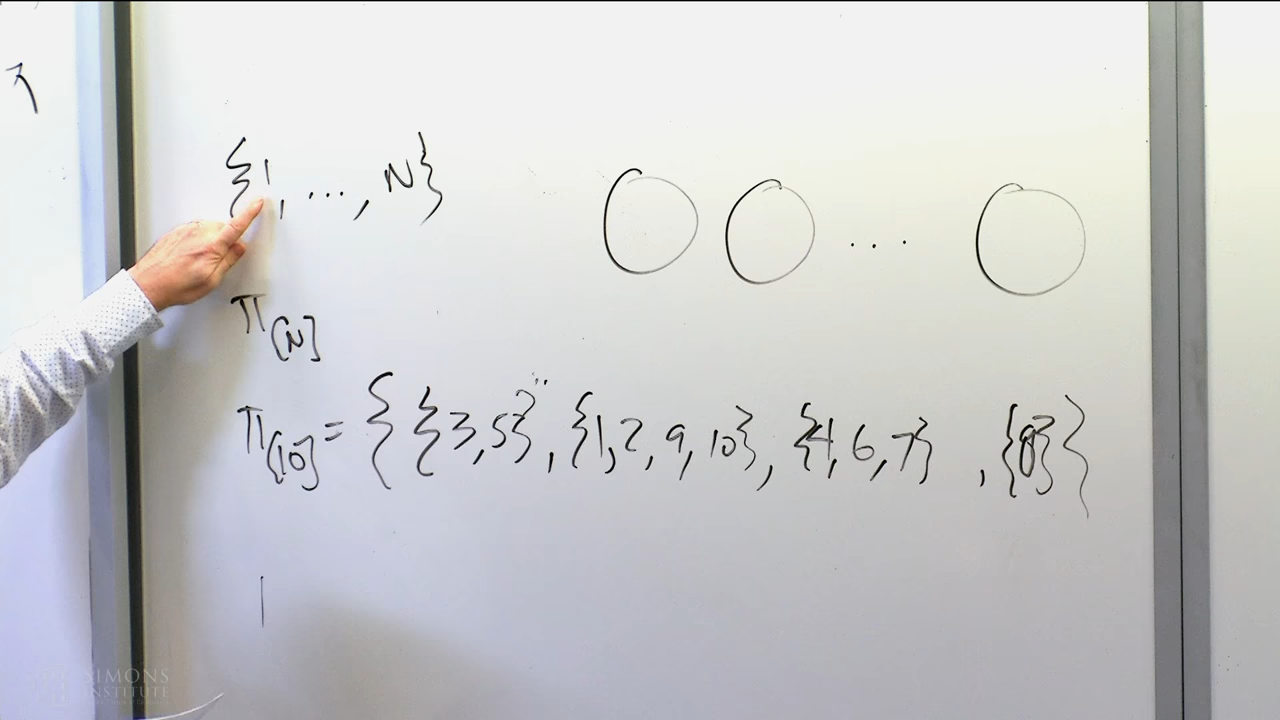 {1, ..., N}
...
π[N]
π[10] = { {3,5}, {1,2,9,10}, {4,6,7}, {8} }
|
SIMONS
INSTITUTE